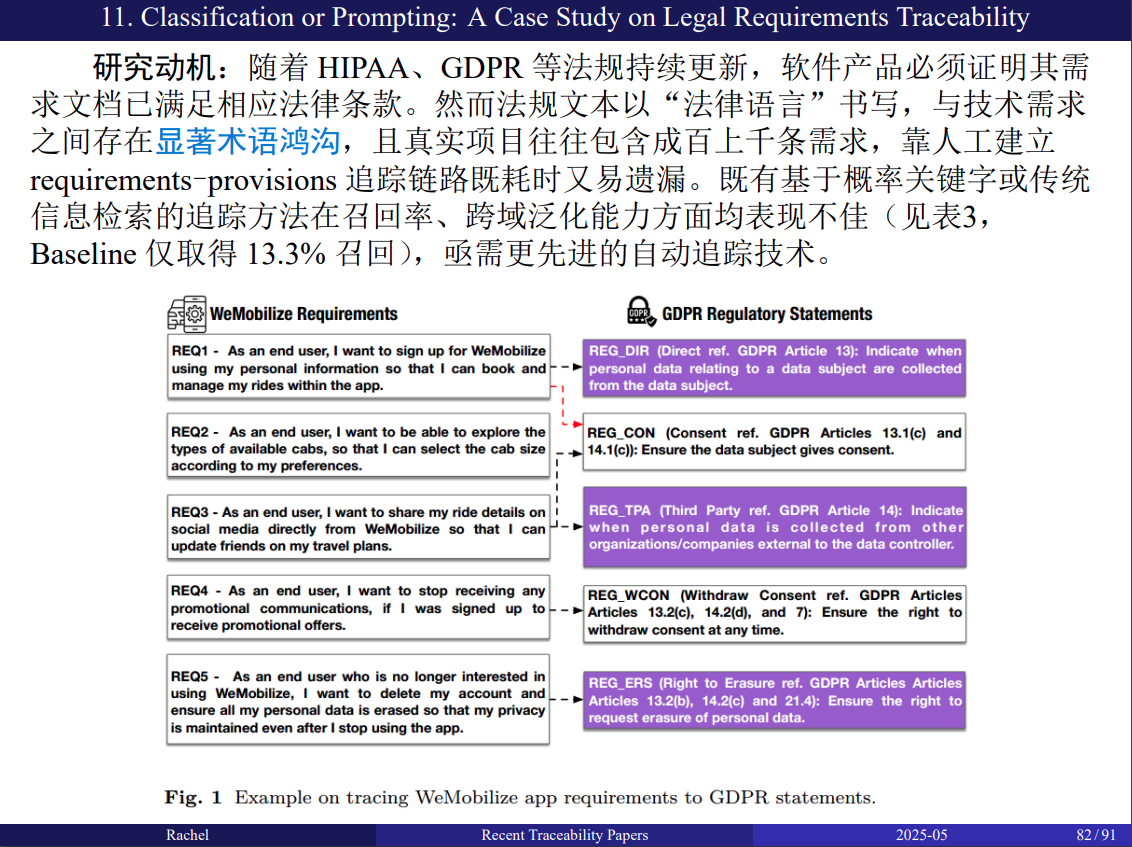 11. Classification or Prompting: A Case Study on Legal Requirements Traceability
研究动机：随着 HIPAA、GDPR 等法规持续更新，软件产品必须证明其需
求文档已满足相应法律条款。然而法规文本以“法律语言”书写，与技术需求
之间存在显著术语鸿沟，且真实项目往往包含成百上千条需求，靠人工建立
requirements-provisions 追踪链路既耗时又易遗漏。既有基于概率关键字或传统
信息检索的追踪方法在召回率、跨域泛化能力方面均表现不佳（见表3，
Baseline 仅取得 13.3% 召回），亟需更先进的自动追踪技术。
WeMobilize Requirements
REQ1 - As an end user, I want to sign up for WeMobilize
using my personal information so that I can book and
manage my rides within the app.
REQ2 - As an end user, I want to be able to explore the
types of available cabs, so that I can select the cab size
according to my preferences.
REQ3 - As an end user, I want to share my ride details on
social media directly from WeMobilize so that I can
update friends on my travel plans.
REQ4 - As an end user, I want to stop receiving any
promotional communications, if I was signed up to
receive promotional offers.
REQ5 - As an end user who is no longer interested in
using WeMobilize, I want to delete my account and
ensure all my personal data is erased so that my privacy
is maintained even after I stop using the app.
GDPR
GDPR Regulatory Statements
REG_DIR (Direct ref. GDPR Article 13): Indicate when
personal data relating to a data subject are collected
from the data subject.
REG_CON (Consent ref. GDPR Articles 13.1(c) and
14.1(c)): Ensure the data subject gives consent.
REG_TPA (Third Party ref. GDPR Article 14): Indicate
when personal data is collected from other
organizations/companies external to the data controller.
REG_WCON (Withdraw Consent ref. GDPR Articles
Articles 13.2(c), 14.2(d), and 7): Ensure the right to
withdraw consent at any time.
REG_ERS (Right to Erasure ref. GDPR Articles Articles
Articles 13.2(b), 14.2(c) and 21.4): Ensure the right to
request erasure of personal data.
Fig. 1 Example on tracing WeMobilize app requirements to GDPR statements.
Rachel
Recent Traceability Papers
2025-05
82 / 91